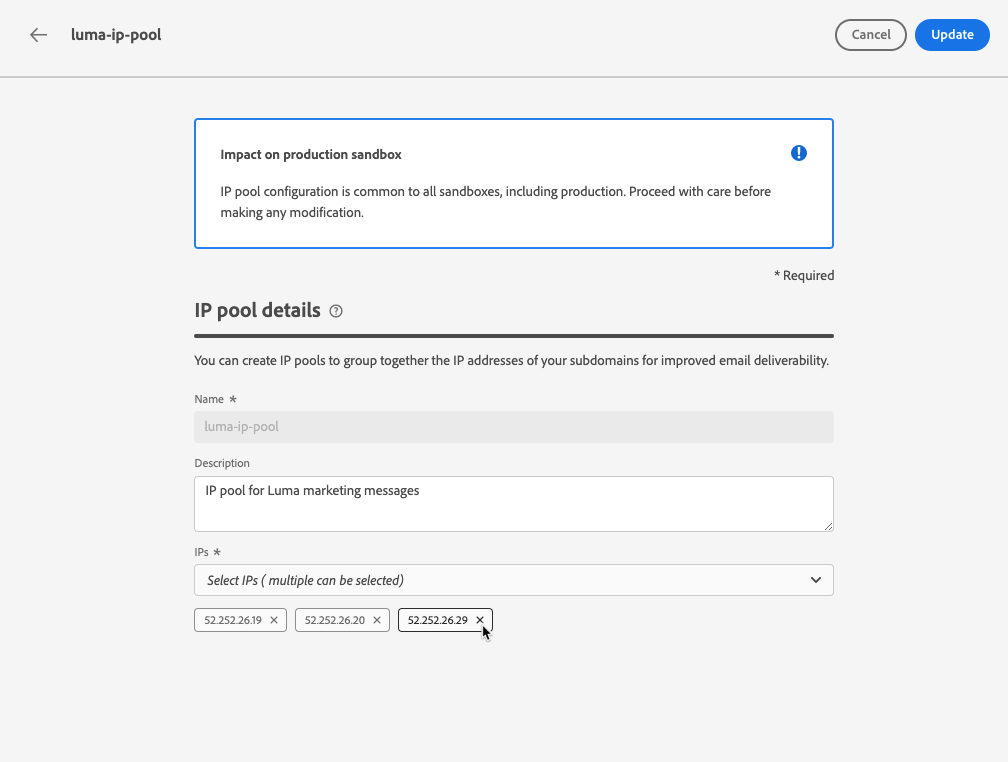 luma-ip-pool
Cancel
Update
Impact on production sandbox
IP pool configuration is common to all sandboxes, including production. Proceed with care before
making any modification.
* Required
IP pool details
You can create IP pools to group together the IP addresses of your subdomains for improved email deliverability.
Name *
luma-ip-pool
Description
IP pool for Luma marketing messages
IPs *
Select IPs ( multiple can be selected)
52.252.26.19
52.252.26.20
52.252.26.29